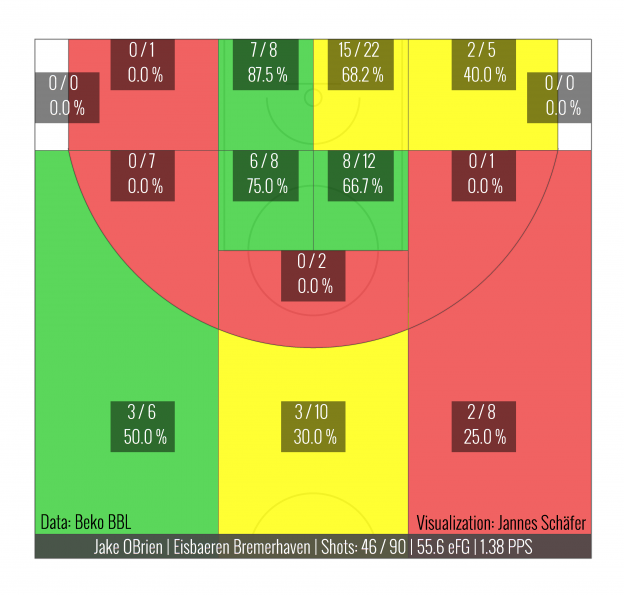 0 / 1
0.0 %
7 / 8
87.5 %
15 / 22
68.2 %
2 / 5
40.0 %
0 / 0
0.0 %
0 / 0
0.0 %
0 / 7
0.0 %
6 / 8
75.0 %
8 / 12
66.7 %
0 / 1
0.0 %
0 / 2
0.0 %
3 / 6
50.0 %
3 / 10
30.0 %
2 / 8
25.0 %
Data: Beko BBL
Visualization: Jannes Schäfer
Jake OBrien | Eisbaeren Bremerhaven | Shots: 46 / 90 | 55.6 eFG | 1.38 PPS